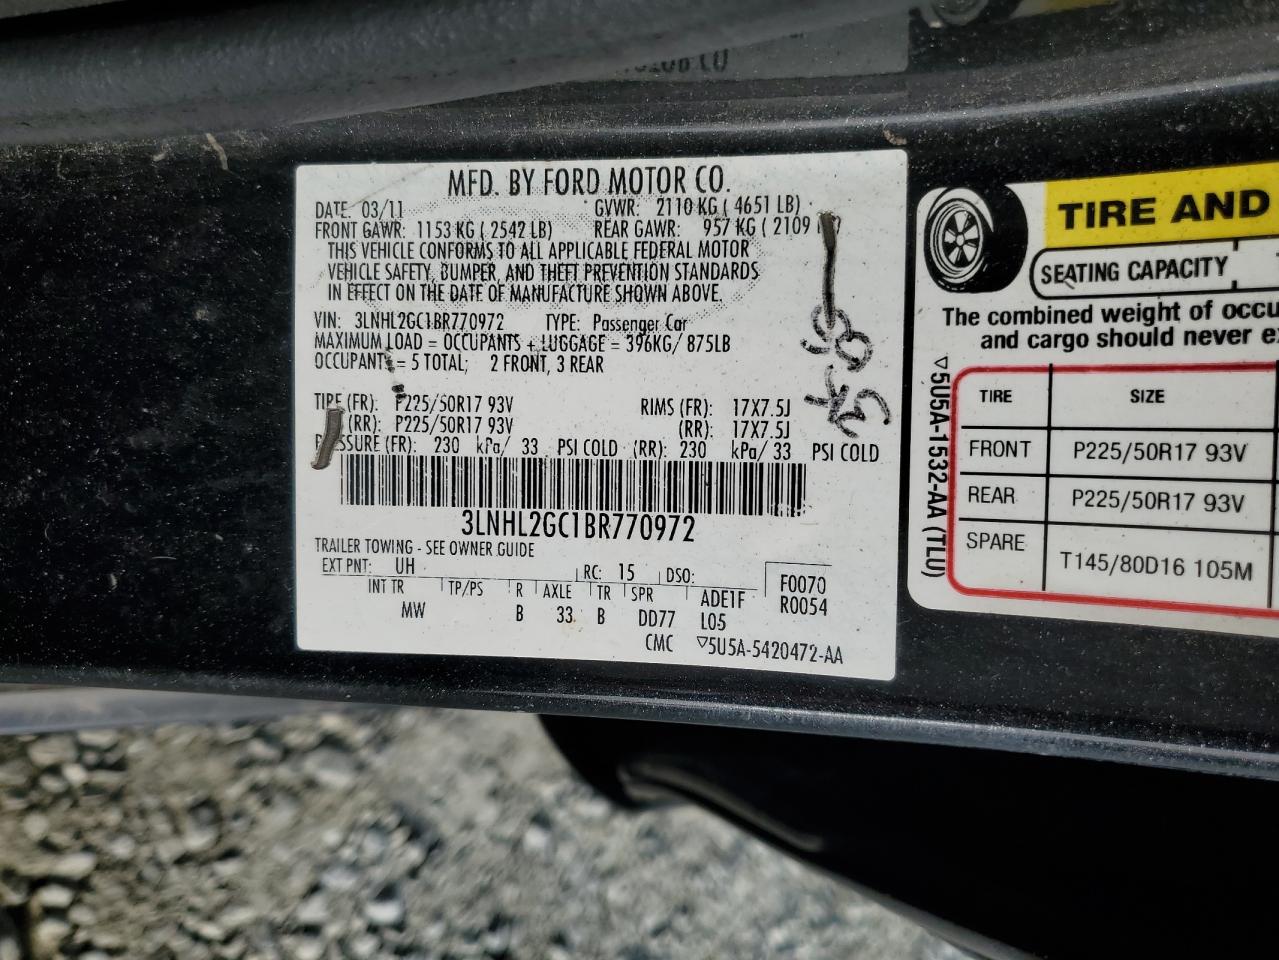 MFD. BY FORD MOTOR CO.
DATE: 03/11 GVWR: 2110 KG ( 4651 LB)
FRONT GAWR: 1153 KG ( 2542 LB) REAR GAWR: 957 KG ( 2109
THIS VEHICLE CONFORMS TO ALL APPLICABLE FEDERAL MOTOR
VEHICLE SAFETY, BUMPER, AND THEFT PREVENTION STANDARDS
IN EFFECT ON THE DATE OF MANUFACTURE SHOWN ABOVE.
VIN: 3LNHL2GC1BR770972 TYPE: Passenger Car
MAXIMUM LOAD = OCCUPANTS + LUGGAGE = 396KG/ 875LB
OCCUPANTS = 5 TOTAL; 2 FRONT, 3 REAR
TIRE (FR): P225/50R17 93V RIMS (FR): 17X7.5J
(RR): P225/50R17 93V (RR): 17X7.5J
PRESSURE (FR): 230 kPa/ 33 PSI COLD (RR): 230 kPa/ 33 PSI COLD
3LNHL2GC1BR770972
TRAILER TOWING - SEE OWNER GUIDE
EXT PNT: UH RC: 15 DSO: F0070
INT TR TP/PS R AXLE TR SPR ADE1F R0054
MW B 33 B DD77 L05
CMC ▽5U5A-5420472-AA
TIRE AND
SEATING CAPACITY
The combined weight of occu
and cargo should never e
▽5U5A-1532-AA (TLU)
TIRE SIZE
FRONT P225/50R17 93V
REAR P225/50R17 93V
SPARE T145/80D16 105M